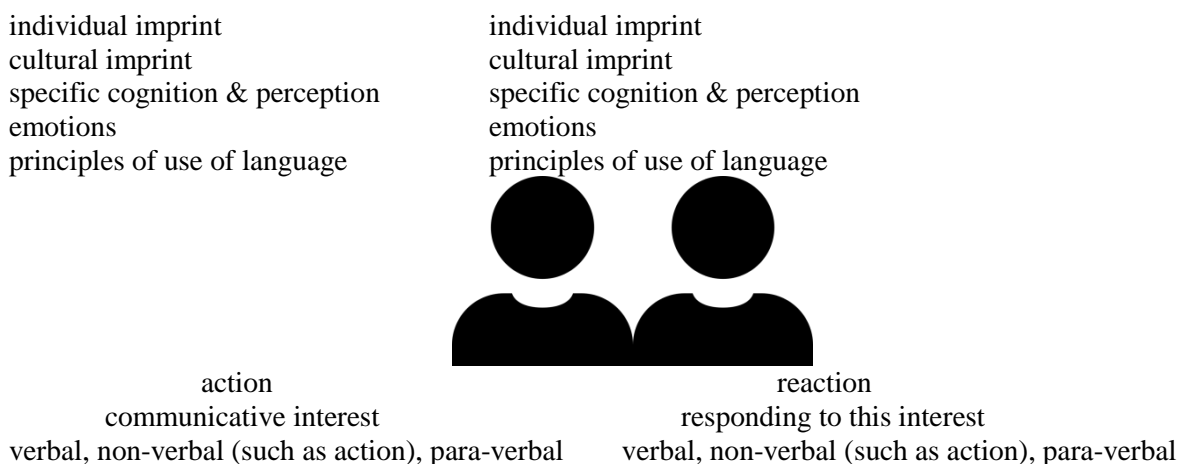 individual imprint individual imprint
cultural imprint cultural imprint
specific cognition & perception specific cognition & perception
emotions emotions
principles of use of language principles of use of language
action reaction
communicative interest responding to this interest
verbal, non-verbal (such as action), para-verbal verbal, non-verbal (such as action), para-verbal